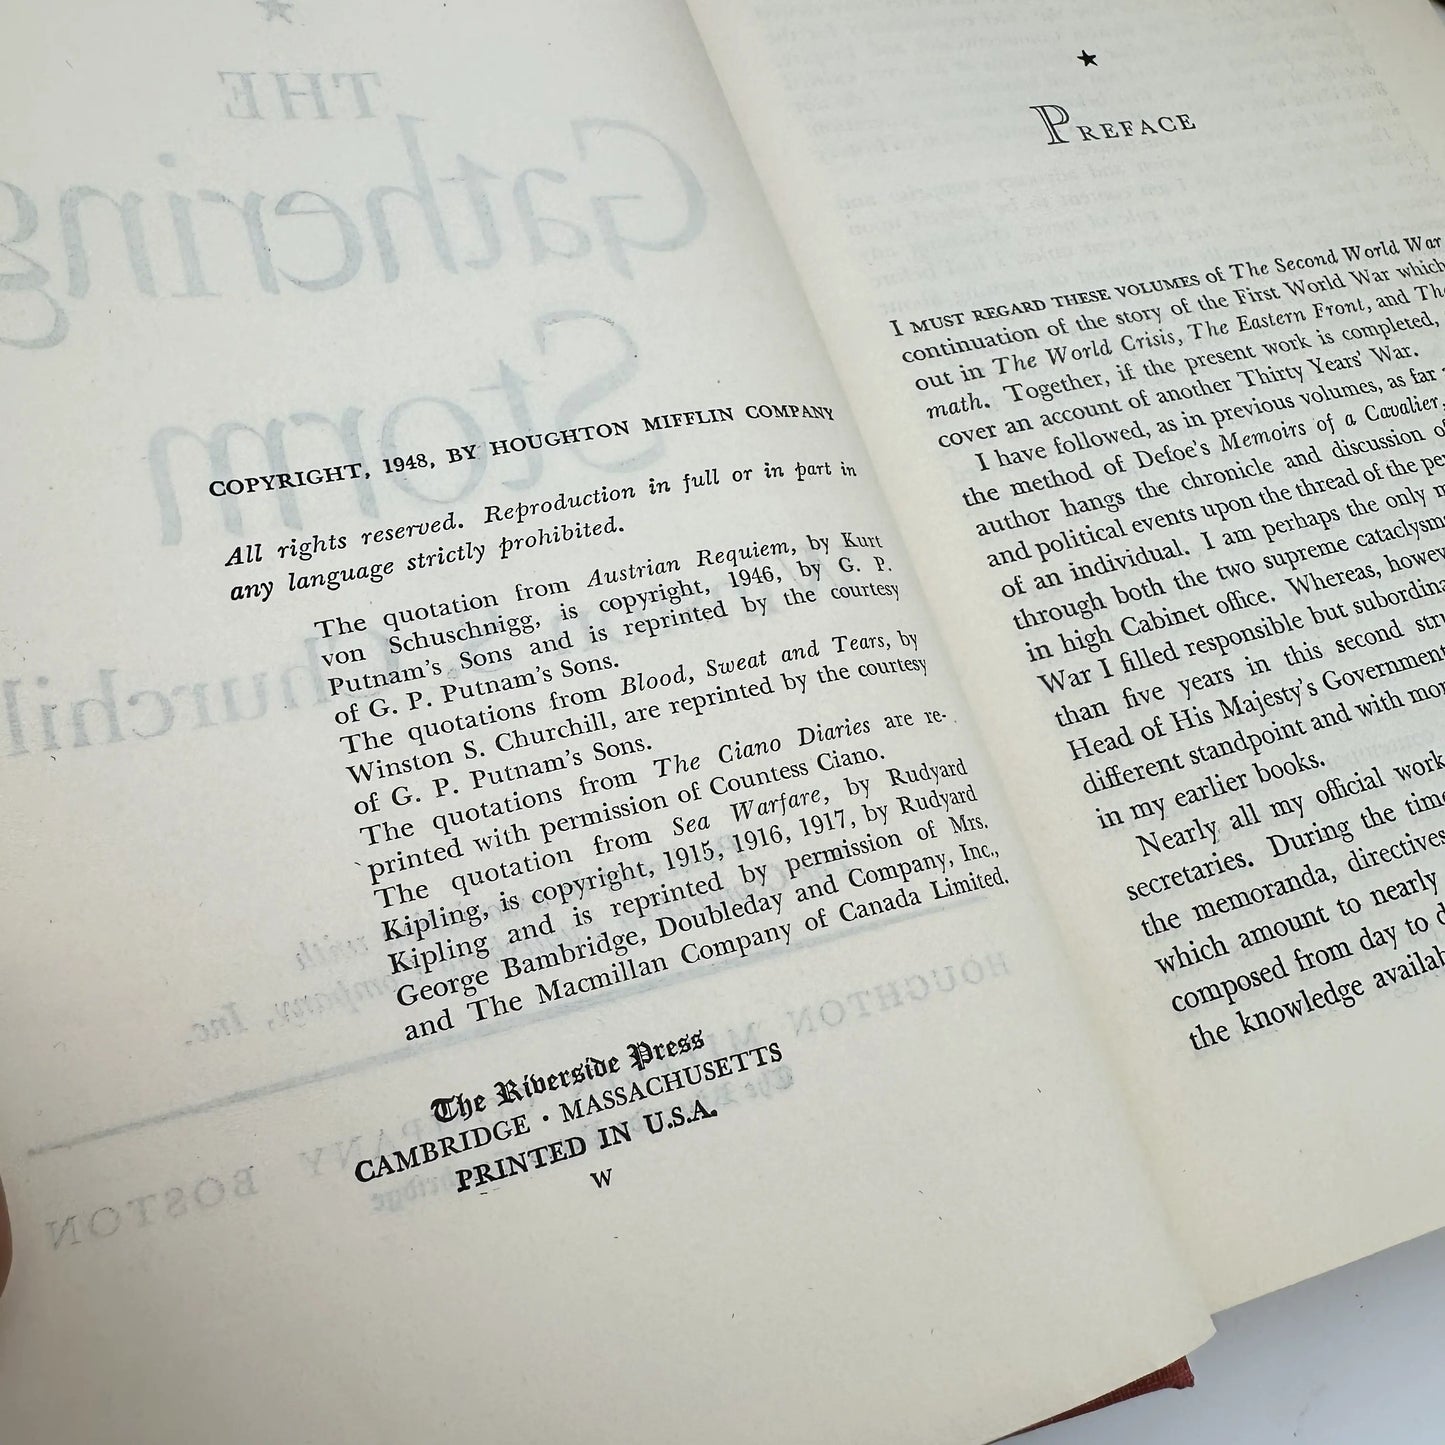 COPYRIGHT, 1948, BY HOUGHTON MIFFLIN COMPANY
All rights reserved. Reproduction in full or in part in
any language strictly prohibited.
The quotation from Austrian Requiem, by Kurt
von Schuschnigg, is copyright, 1946, by G. P.
Putnam's Sons and is reprinted by the courtesy
of G. P. Putnam's Sons.
The quotations from Blood, Sweat and Tears, by
Winston S. Churchill, are reprinted by the courtesy
of G. P. Putnam's Sons.
The quotations from The Ciano Diaries are re-
printed with permission of Countess Ciano.
The quotation from Sea Warfare, by Rudyard
Kipling, is copyright, 1915, 1916, 1917, by Rudyard
Kipling and is reprinted by permission of Mrs.
George Bambridge, Doubleday and Company, Inc.,
and The Macmillan Company of Canada Limited.
The Riverside Press
CAMBRIDGE · MASSACHUSETTS
PRINTED IN U.S.A.
W
THE
Gathering
Storm
HOUGHTON
BOSTON
PREFACE
I MUST REGARD THESE VOLUMES of The Second World War
continuation of the story of the First World War which
out in The World Crisis, The Eastern Front, and The
math. Together, if the present work is completed,
cover an account of another Thirty Years' War.
I have followed, as in previous volumes, as far
the method of Defoe's Memoirs of a Cavalier,
author hangs the chronicle and discussion
and political events upon the thread of the
of an individual. I am perhaps the only
through both the two supreme cataclysms
in high Cabinet office. Whereas,
War I filled responsible but
than five years in this second
Head of His Majesty's Government
different standpoint and with
in my earlier books.
Nearly all my official work
secretaries. During the time
the memoranda, directives
which amount to nearly
composed from day to
the knowledge